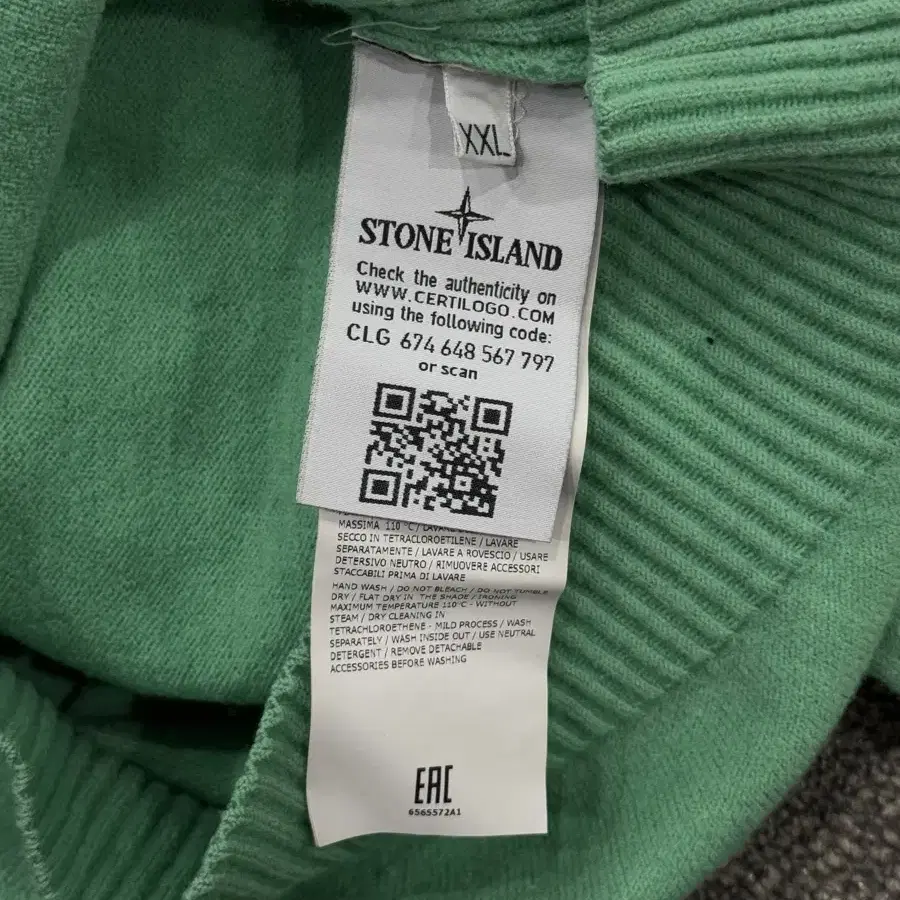 XXL
STONE ISLAND
Check the authenticity on
WWW.CERTILOGO.COM
using the following code:
CLG 674 648 567 797
or scan
MASSIMA 110 °C / LAVARE
SECCO IN TETRACLOROETILENE / LAVARE
SEPARATAMENTE / LAVARE A ROVESCIO / USARE
DETERSIVO NEUTRO / RIMUOVERE ACCESSORI
STACCABILI PRIMA DI LAVARE
HAND WASH / DO NOT BLEACH / DO NOT TUMBLE
DRY / FLAT DRY IN THE SHADE / IRONING
MAXIMUM TEMPERATURE 110°C - WITHOUT
STEAM / DRY CLEANING IN
TETRACHLOROETHENE - MILD PROCESS / WASH
SEPARATELY / WASH INSIDE OUT / USE NEUTRAL
DETERGENT / REMOVE DETACHABLE
ACCESSORIES BEFORE WASHING
EAC
6565572A1